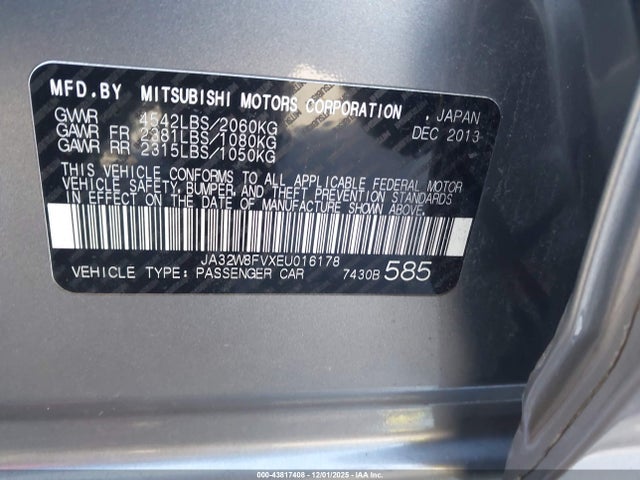 MFD.BY MITSUBISHI MOTORS CORPORATION , JAPAN
GVWR 4542LBS/2060KG DEC 2013
GAWR FR 2381LBS/1080KG
GAWR RR 2315LBS/1050KG
THIS VEHICLE CONFORMS TO ALL APPLICABLE FEDERAL MOTOR
VEHICLE SAFETY, BUMPER, AND THEFT PREVENTION STANDARDS
IN EFFECT ON THE DATE OF MANUFACTURE SHOWN ABOVE.
JA32W8FVXEU016178
VEHICLE TYPE: PASSENGER CAR 7430B 585
000-43817408 - 12/01/2025 - IAAI.COM